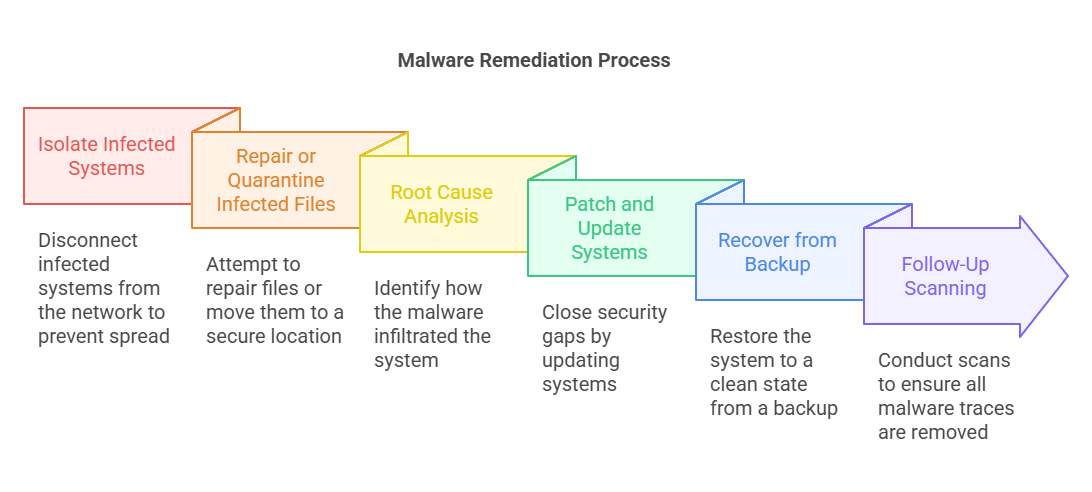 Malware Remediation Process
Isolate Infected
Systems
Disconnect
infected
systems from
the network to
prevent spread
Repair or
Quarantine
Infected Files
Attempt to
repair files or
move them to a
secure location
Root Cause
Analysis
Identify how
the malware
infiltrated the
system
Patch and
Update
Systems
Close security
gaps by
updating
systems
Recover from
Backup
Restore the
system to a
clean state
from a backup
Follow-Up
Scanning
Conduct scans
to ensure all
malware traces
are removed